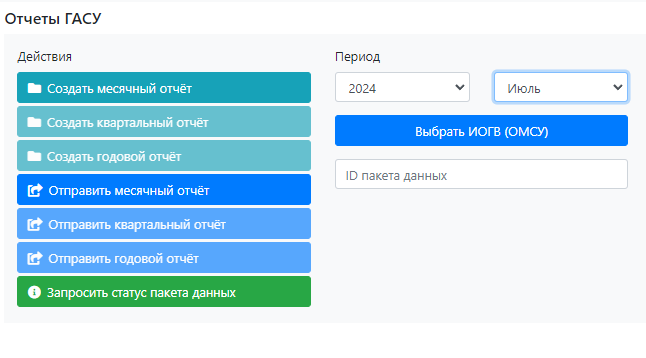 Отчеты ГАСУ
Действия
Создать месячный отчёт
Создать квартальный отчёт
Создать годовой отчёт
Отправить месячный отчёт
Отправить квартальный отчёт
Отправить годовой отчёт
Запросить статус пакета данных
Период
2024
Июль
Выбрать ИОГВ (ОМСУ)
ID пакета данных